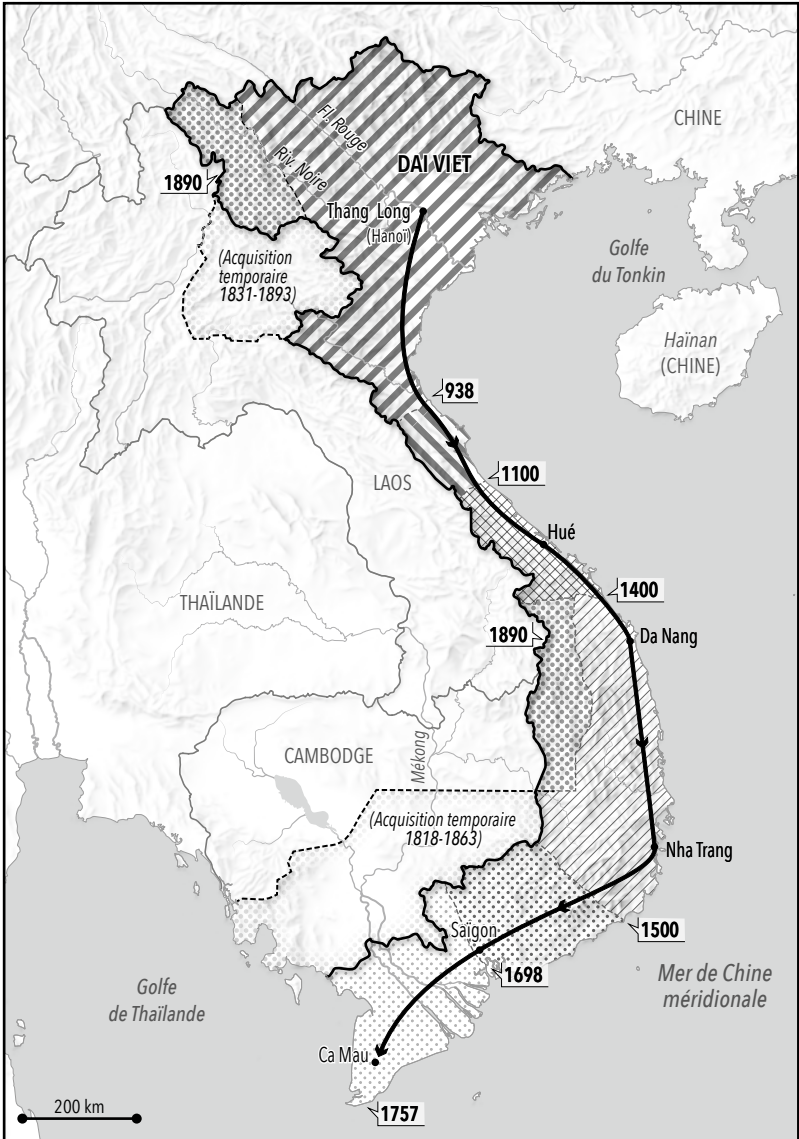 CHINE
Fl. Rouge
DAI VIET
Riv. Noire
1890
Thang Long
(Hanoï)
(Acquisition
temporaire
1831-1893)
Golfe
du Tonkin
Haïnan
(CHINE)
938
1100
LAOS
Hué
1400
THAÏLANDE
1890
Da Nang
CAMBODGE
Mékong
(Acquisition temporaire
1818-1863)
Nha Trang
Saïgon
1500
1698
Mer de Chine
méridionale
Golfe
de Thaïlande
Ca Mau
200 km
1757